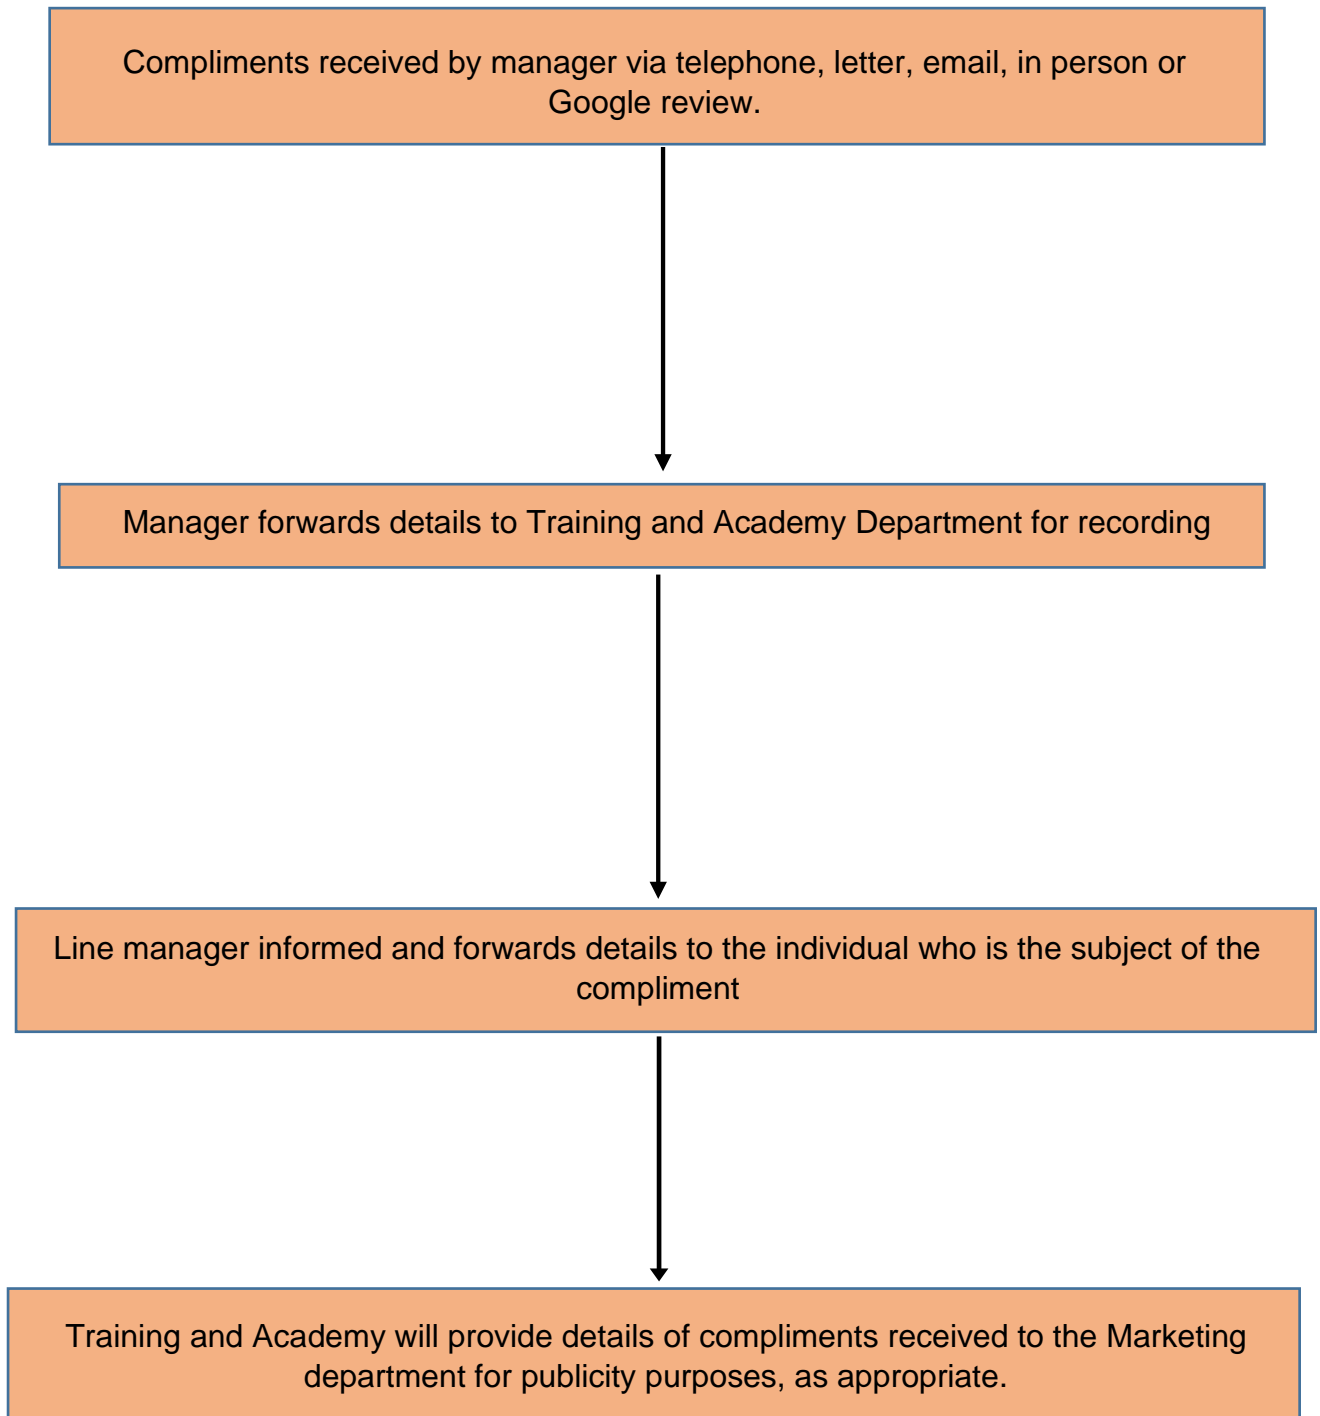 Compliments received by manager via telephone, letter, email, in person or
Google review.
Manager forwards details to Training and Academy Department for recording
Line manager informed and forwards details to the individual who is the subject of the
compliment
Training and Academy will provide details of compliments received to the Marketing
department for publicity purposes, as appropriate.